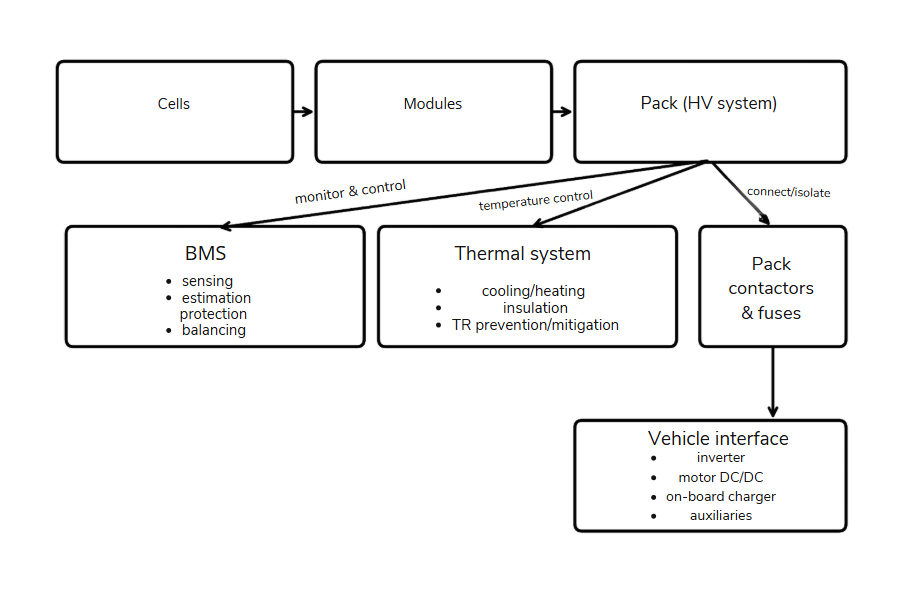 Cells
Modules
Pack (HV system)
monitor & control
temperature control
connect/isolate
BMS
• sensing
• estimation
protection
• balancing
Thermal system
• cooling/heating
• insulation
• TR prevention/mitigation
Pack
contactors
& fuses
Vehicle interface
• inverter
• motor DC/DC
• on-board charger
• auxiliaries